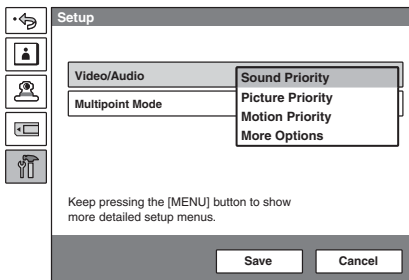 Setup
Video/Audio
Sound Priority
Picture Priority
Multipoint Mode
Motion Priority
More Options
Keep pressing the [MENU] button to show
more detailed setup menus.
Save
Cancel